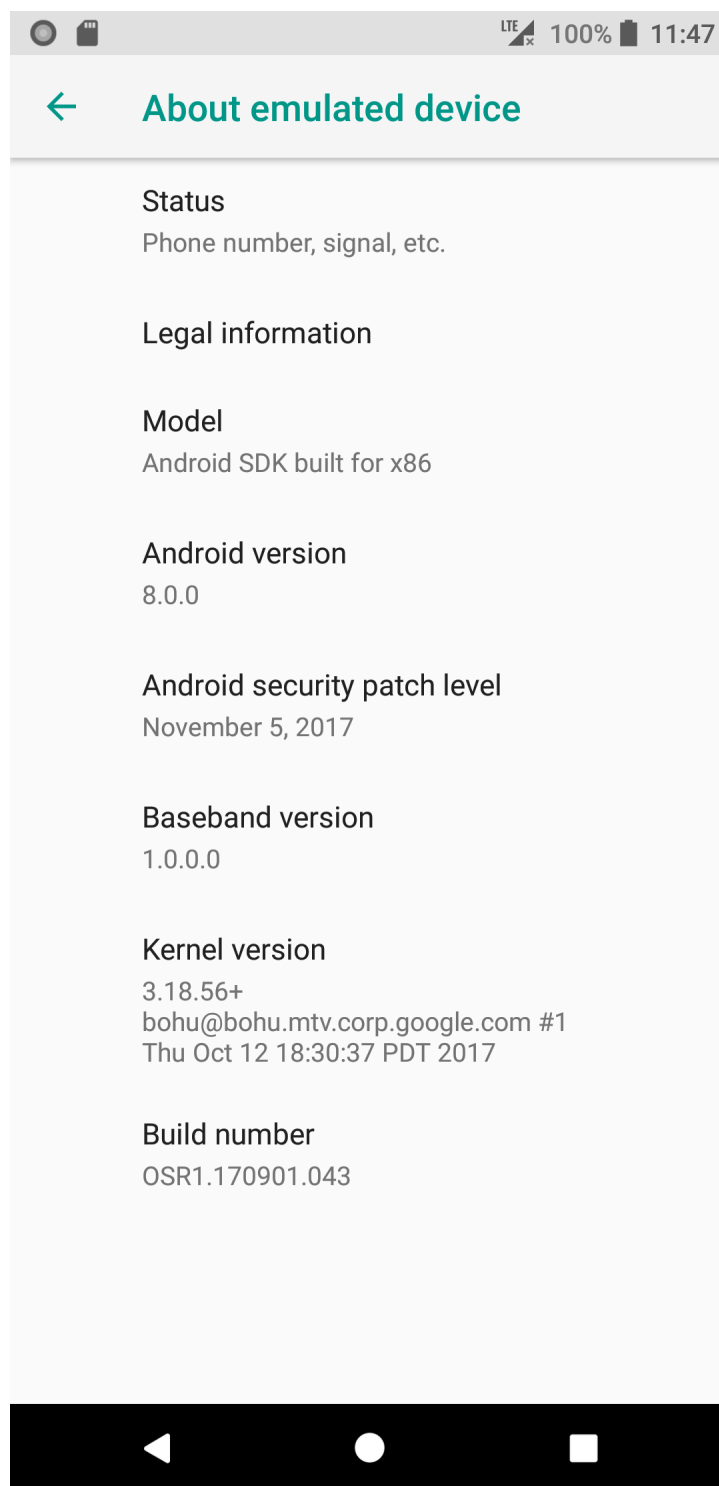 LTE 100% 11:47
About emulated device
Status
Phone number, signal, etc.
Legal information
Model
Android SDK built for x86
Android version
8.0.0
Android security patch level
November 5, 2017
Baseband version
1.0.0.0
Kernel version
3.18.56+
bohu@bohu.mtv.corp.google.com #1
Thu Oct 12 18:30:37 PDT 2017
Build number
OSR1.170901.043